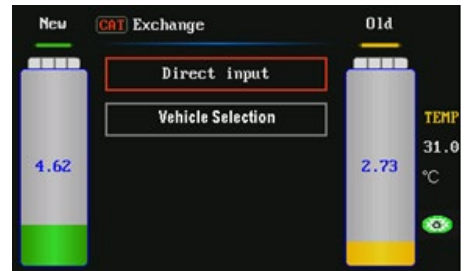 New CAT Exchange Old
Direct input
Vehicle Selection
TEMP
31.0
4.62 2.73 °C